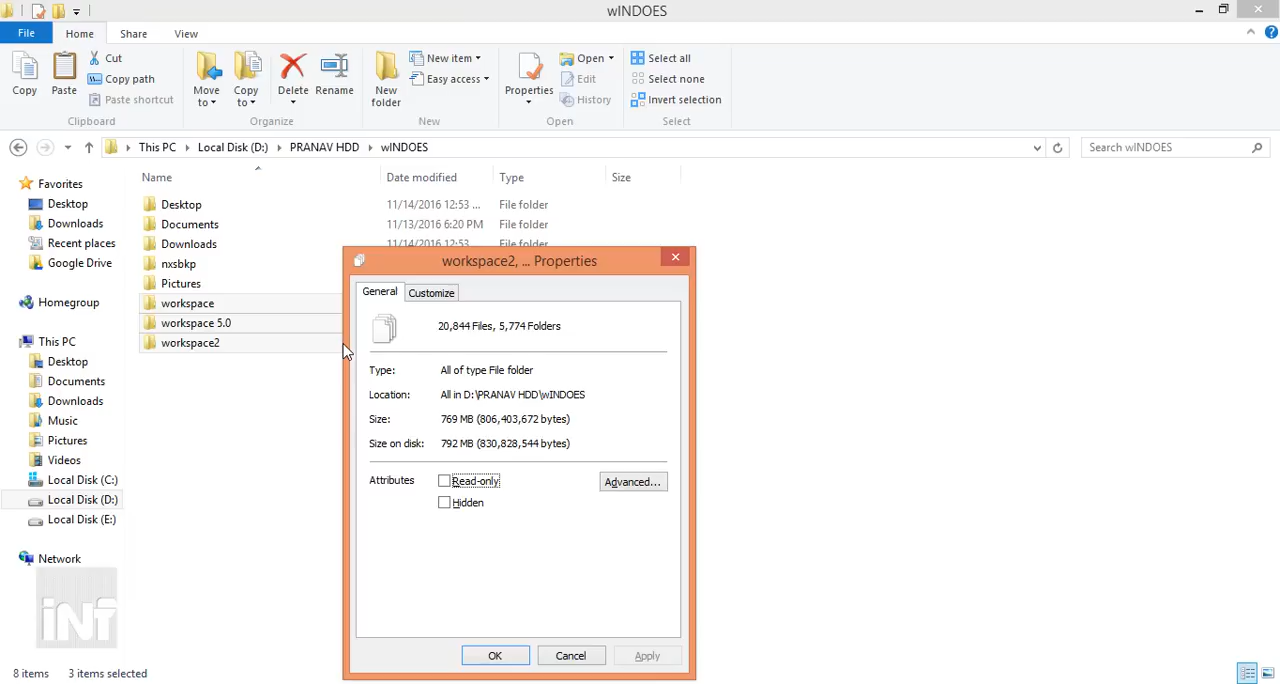 wINDOES
File
Home
Share
View
Copy
Paste
Cut
Copy path
Paste shortcut
Clipboard
Move to
Copy to
Delete
Rename
Organize
New folder
New item
Easy access
New
Properties
Open
Edit
History
Open
Select all
Select none
Invert selection
Select
This PC
Local Disk (D:)
PRANAV HDD
wINDOES
Search wINDOES
Name
Date modified
Type
Size
Favorites
Desktop
Downloads
Recent places
Google Drive
Homegroup
This PC
Desktop
Documents
Downloads
Music
Pictures
Videos
Local Disk (C:)
Local Disk (D:)
Local Disk (E:)
Network
Desktop 11/14/2016 12:53 ... File folder
Documents 11/13/2016 6:20 PM File folder
Downloads 11/14/2016 12:53 File folder
nxsbkp
Pictures
workspace
workspace 5.0
workspace2
workspace2, ... Properties
General
Customize
20,844 Files, 5,774 Folders
Type: All of type File folder
Location: All in D:\PRANAV HDD\wINDOES
Size: 769 MB (806,403,672 bytes)
Size on disk: 792 MB (830,828,544 bytes)
Attributes
Read-only
Advanced...
Hidden
OK
Cancel
Apply
iNT
8 items
3 items selected